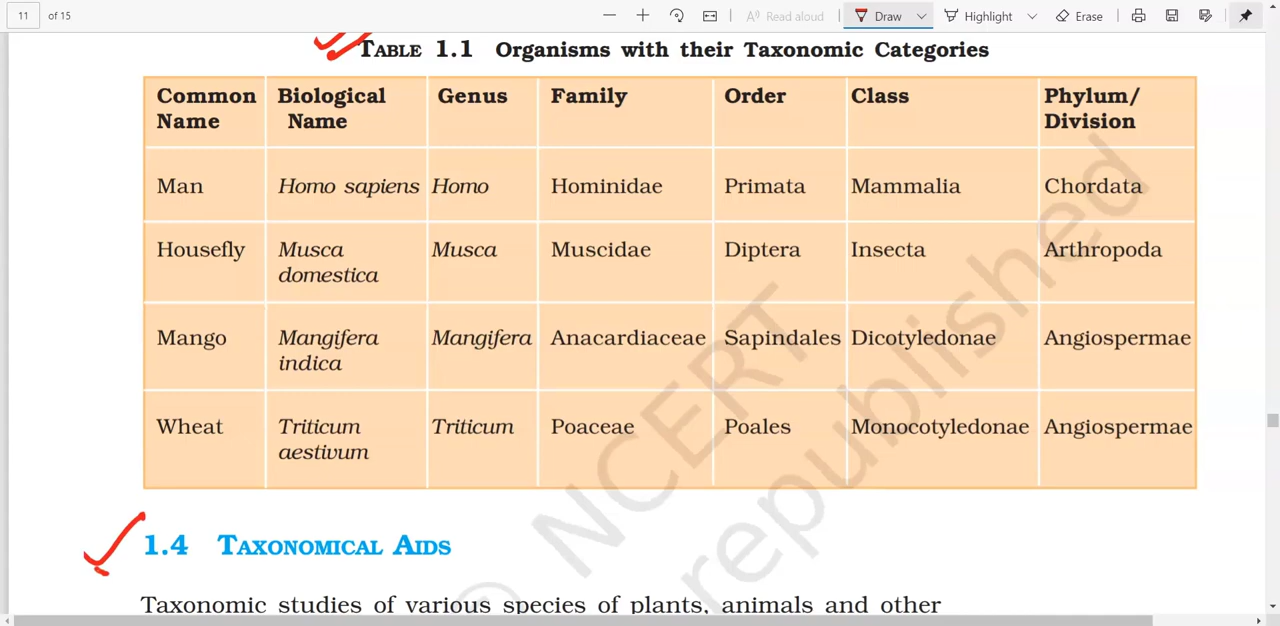 11 of 15 Read aloud Draw Highlight Erase
TABLE 1.1 Organisms with their Taxonomic Categories
Common Name Biological Name Genus Family Order Class Phylum/ Division
Man Homo sapiens Homo Hominidae Primata Mammalia Chordata
Housefly Musca domestica Musca Muscidae Diptera Insecta Arthropoda
Mango Mangifera indica Mangifera Anacardiaceae Sapindales Dicotyledonae Angiospermae
Wheat Triticum aestivum Triticum Poaceae Poales Monocotyledonae Angiospermae
© NCERT
republished
1.4 TAXONOMICAL AIDS
Taxonomic studies of various species of plants, animals and other